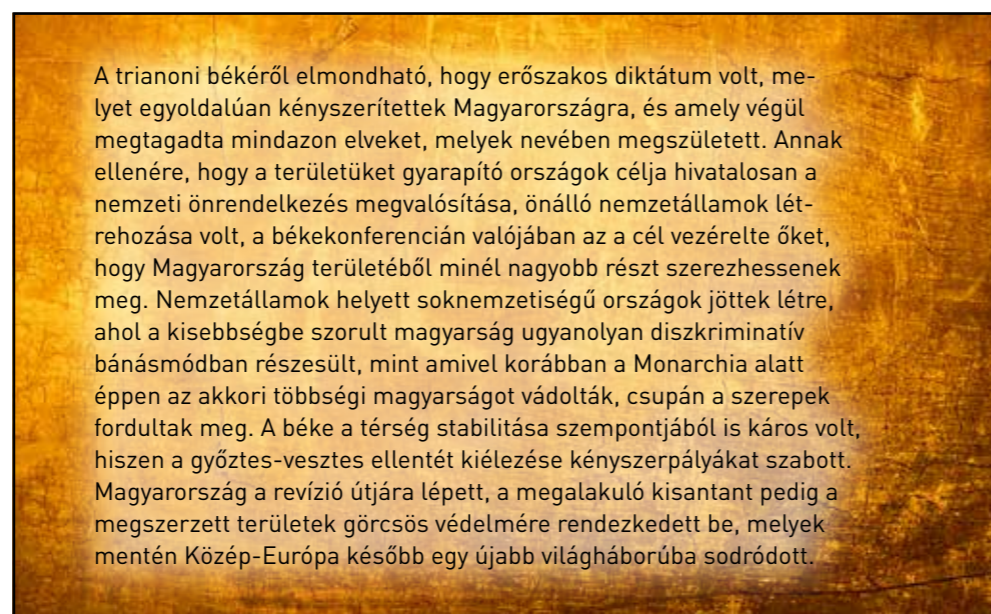 A trianoni békéről elmondható, hogy erőszakos diktátum volt, me-
lyet egyoldalúan kényszerítettek Magyarországra, és amely végül
megtagadta mindazon elveket, melyek nevében megszületett. Annak
ellenére, hogy a területüket gyarapító országok célja hivatalosan a
nemzeti önrendelkezés megvalósítása, önálló nemzetállamok lét-
rehozása volt, a békekonferencián valójában az a cél vezérelte őket,
hogy Magyarország területéből minél nagyobb részt szerezhessenek
meg. Nemzetállamok helyett soknemzetiségű országok jöttek létre,
ahol a kisebbségbe szorult magyarság ugyanolyan diszkriminatív
bánásmódban részesült, mint amivel korábban a Monarchia alatt
éppen az akkori többségi magyarságot vádolták, csupán a szerepek
fordultak meg. A béke a térség stabilitása szempontjából is káros volt,
hiszen a győztes-vesztes ellentét kiélezése kényszerpályákat szabott.
Magyarország a revízió útjára lépett, a megalakuló kisantant pedig a
megszerzett területek görcsös védelmére rendezkedett be, melyek
mentén Közép-Európa később egy újabb világháborúba sodródott.